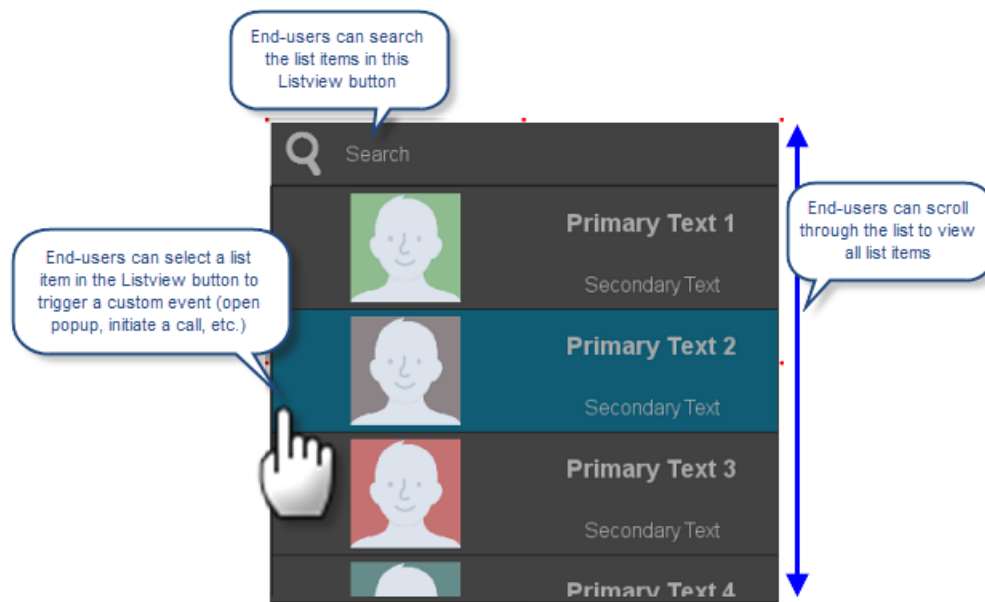 End-users can search
the list items in this
Listview button
Search
Primary Text 1
Secondary Text
End-users can scroll
through the list to view
all list items
End-users can select a list
item in the Listview button to
trigger a custom event (open
popup, initiate a call, etc.)
Primary Text 2
Secondary Text
Primary Text 3
Secondary Text
Primary Text 4